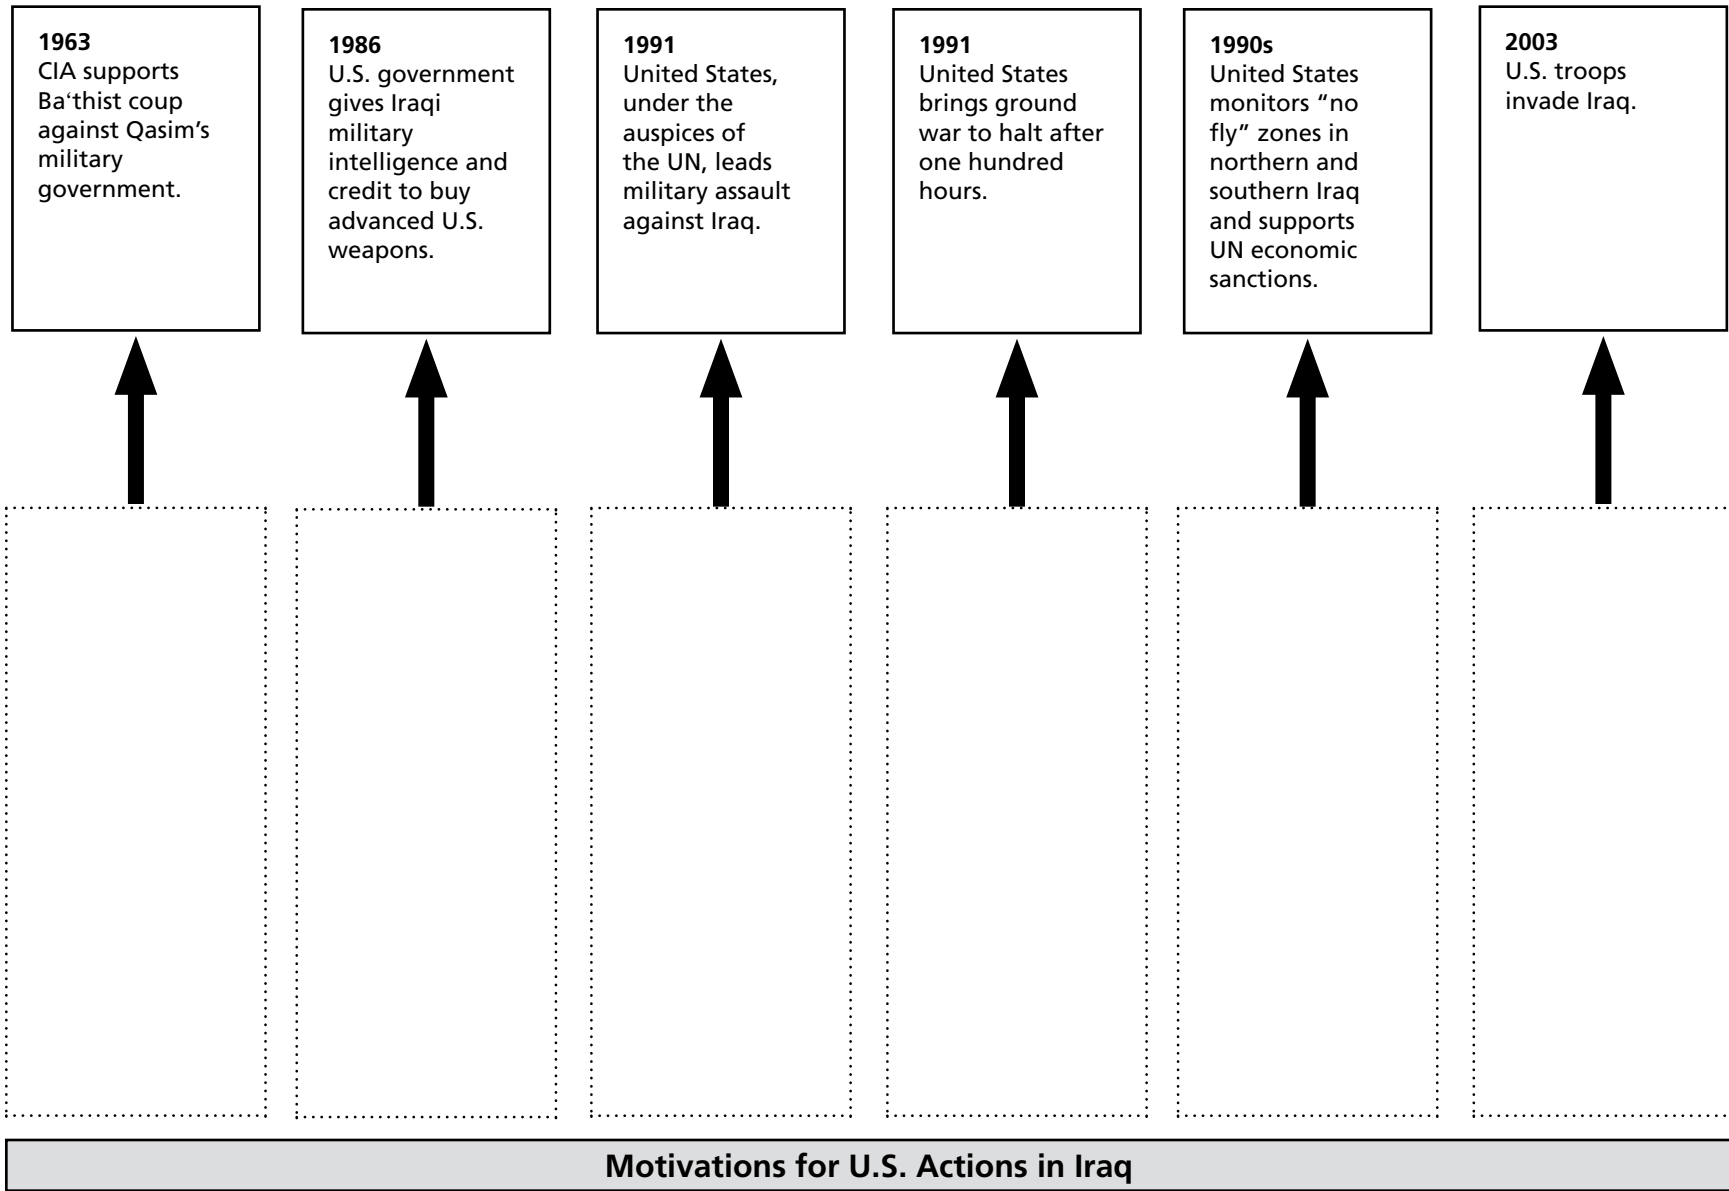 1963
CIA supports
Ba‘thist coup
against Qasim’s
military
government.
1986
U.S. government
gives Iraqi
military
intelligence and
credit to buy
advanced U.S.
weapons.
1991
United States,
under the
auspices of
the UN, leads
military assault
against Iraq.
1991
United States
brings ground
war to halt after
one hundred
hours.
1990s
United States
monitors “no
fly” zones in
northern and
southern Iraq
and supports
UN economic
sanctions.
2003
U.S. troops
invade Iraq.
Motivations for U.S. Actions in Iraq